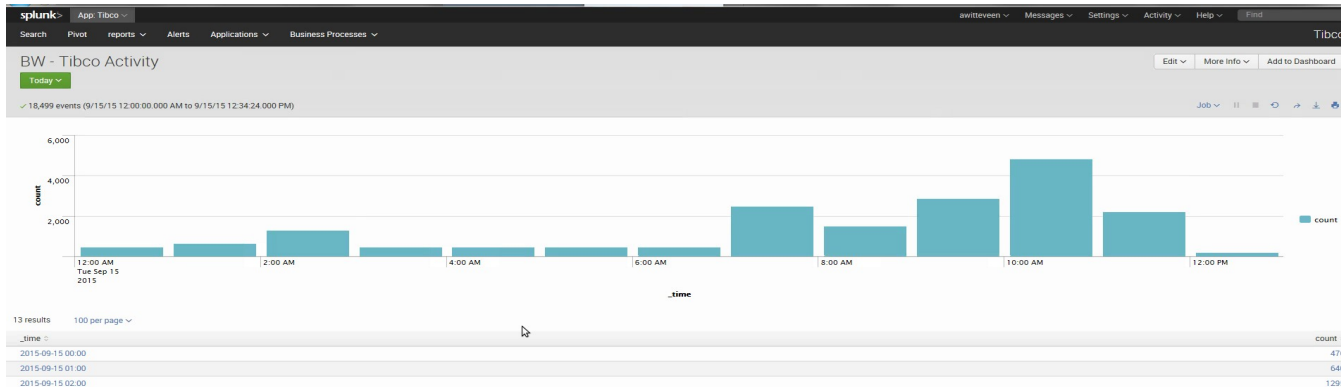 splunk> App: Tibco awitteveen Messages Settings Activity Help Find
Search Pivot reports Alerts Applications Business Processes Tibco
BW - Tibco Activity Edit More Info Add to Dashboard
Today
18,499 events (9/15/15 12:00:00.000 AM to 9/15/15 12:34:24.000 PM) Job
6,000
4,000
2,000
count
count
12:00 AM 2:00 AM 4:00 AM 6:00 AM 8:00 AM 10:00 AM 12:00 PM
Tue Sep 15
2015
_time
13 results 100 per page
_time count
2015-09-15 00:00
2015-09-15 01:00
2015-09-15 02:00